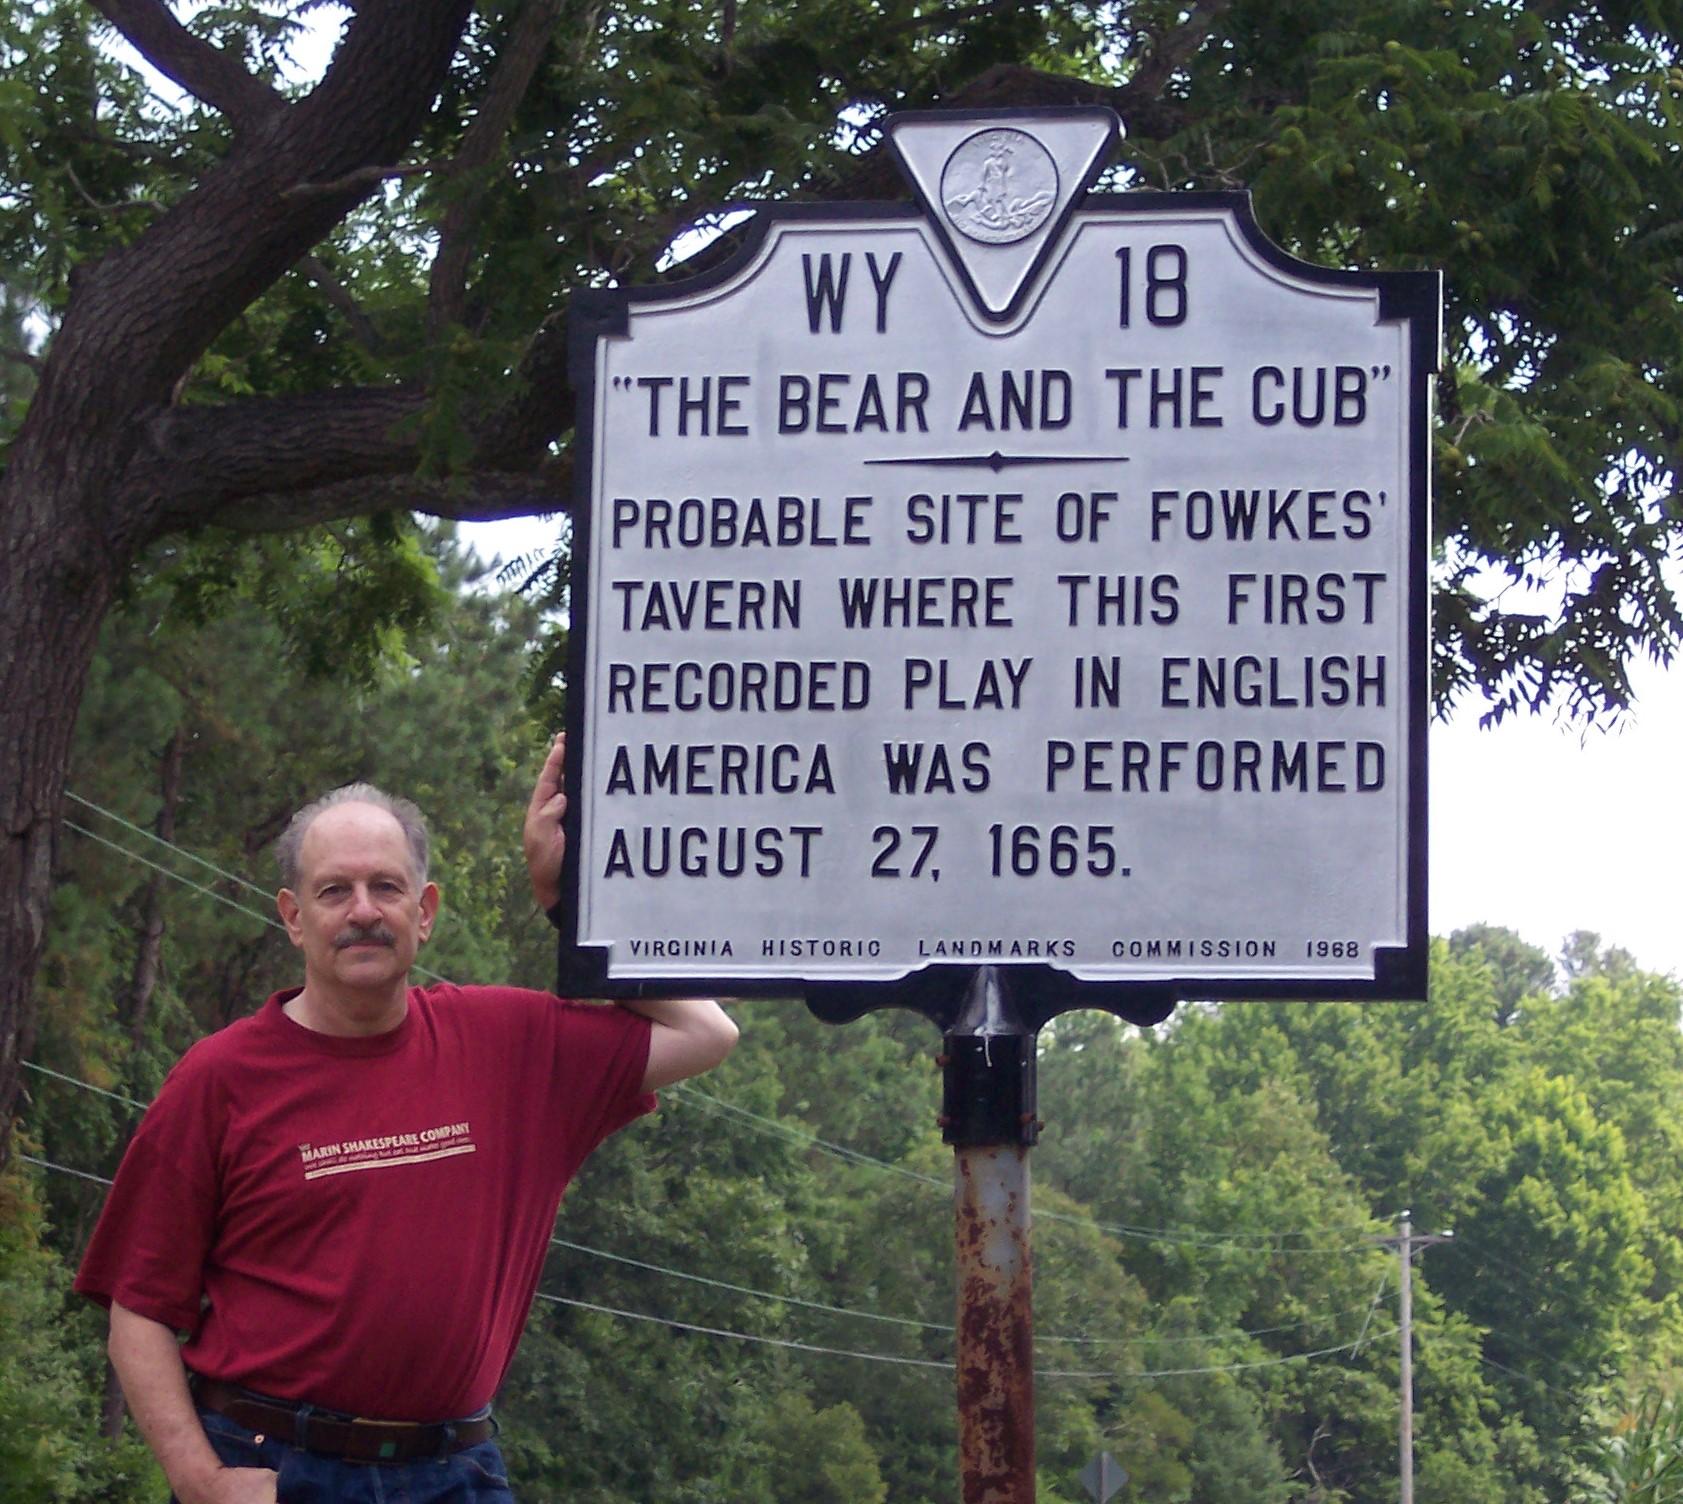 WY 18
"THE BEAR AND THE CUB"
PROBABLE SITE OF FOWKES'
TAVERN WHERE THIS FIRST
RECORDED PLAY IN ENGLISH
AMERICA WAS PERFORMED
AUGUST 27, 1665.
VIRGINIA HISTORIC LANDMARKS COMMISSION 1968
MARIN SHAKESPEARE COMPANY